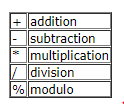 + addition
- subtraction
* multiplication
/ division
% modulo